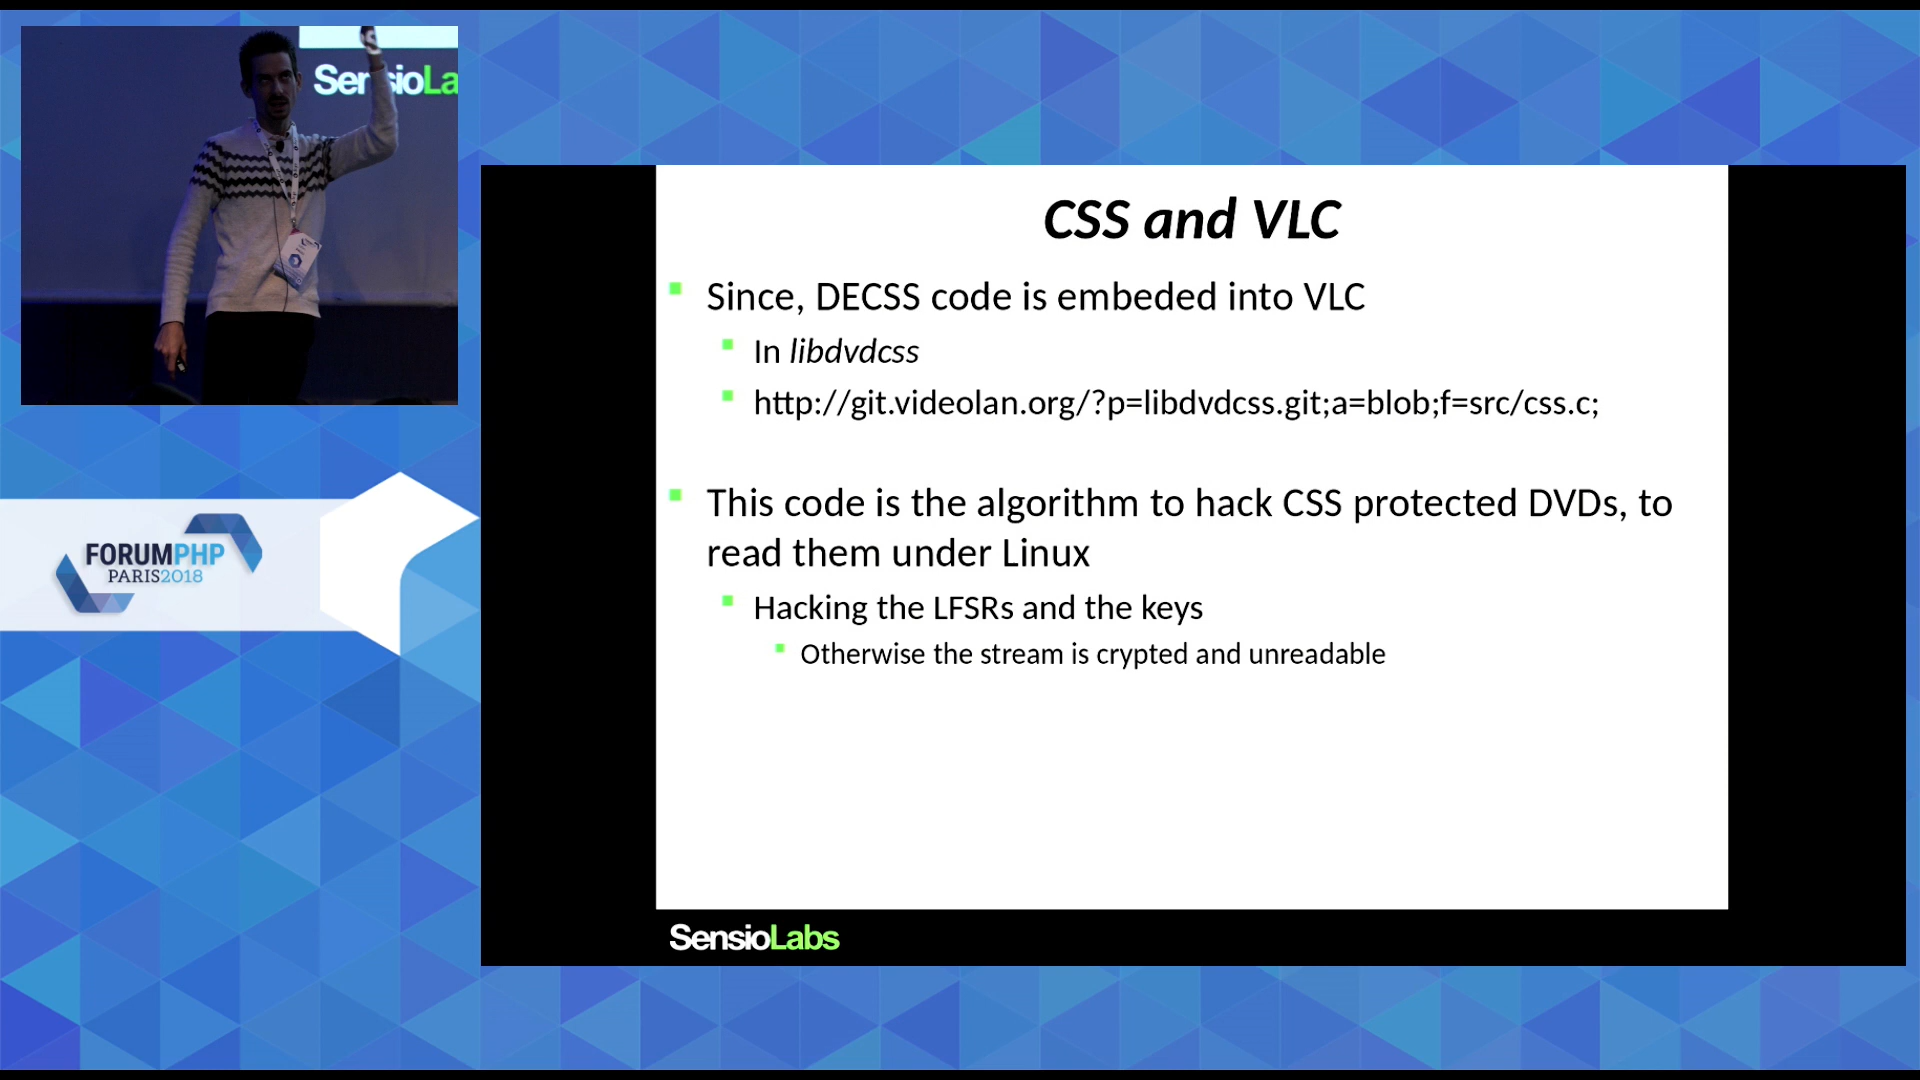 SensioLa
CSS and VLC
Since, DECSS code is embeded into VLC
In libdvdcss
http://git.videolan.org/?p=libdvdcss.git;a=blob;f=src/css.c;
This code is the algorithm to hack CSS protected DVDs, to
read them under Linux
Hacking the LFSRs and the keys
Otherwise the stream is crypted and unreadable
FORUMPHP
PARIS2018
SensioLabs